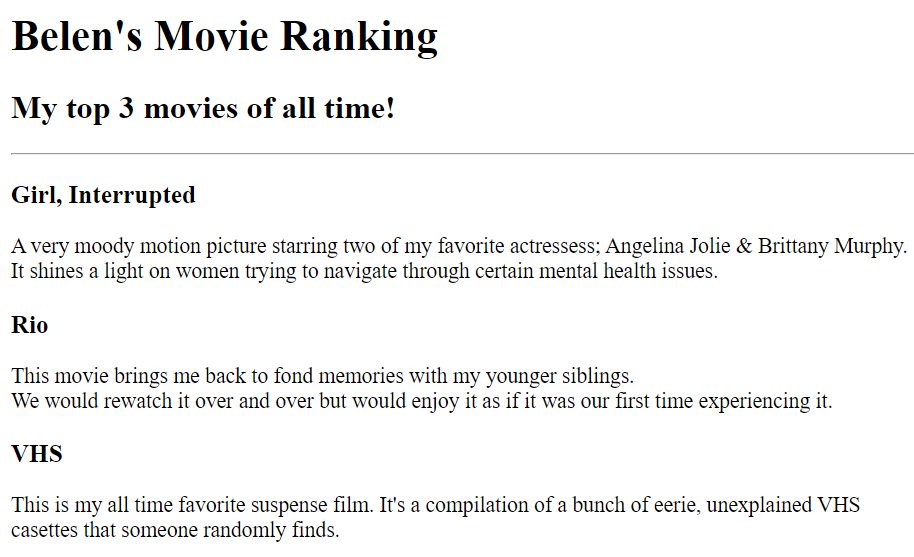 Belen's Movie Ranking
My top 3 movies of all time!
Girl, Interrupted
A very moody motion picture starring two of my favorite actressess; Angelina Jolie & Brittany Murphy.
It shines a light on women trying to navigate through certain mental health issues.
Rio
This movie brings me back to fond memories with my younger siblings.
We would rewatch it over and over but would enjoy it as if it was our first time experiencing it.
VHS
This is my all time favorite suspense film. It's a compilation of a bunch of eerie, unexplained VHS
casettes that someone randomly finds.